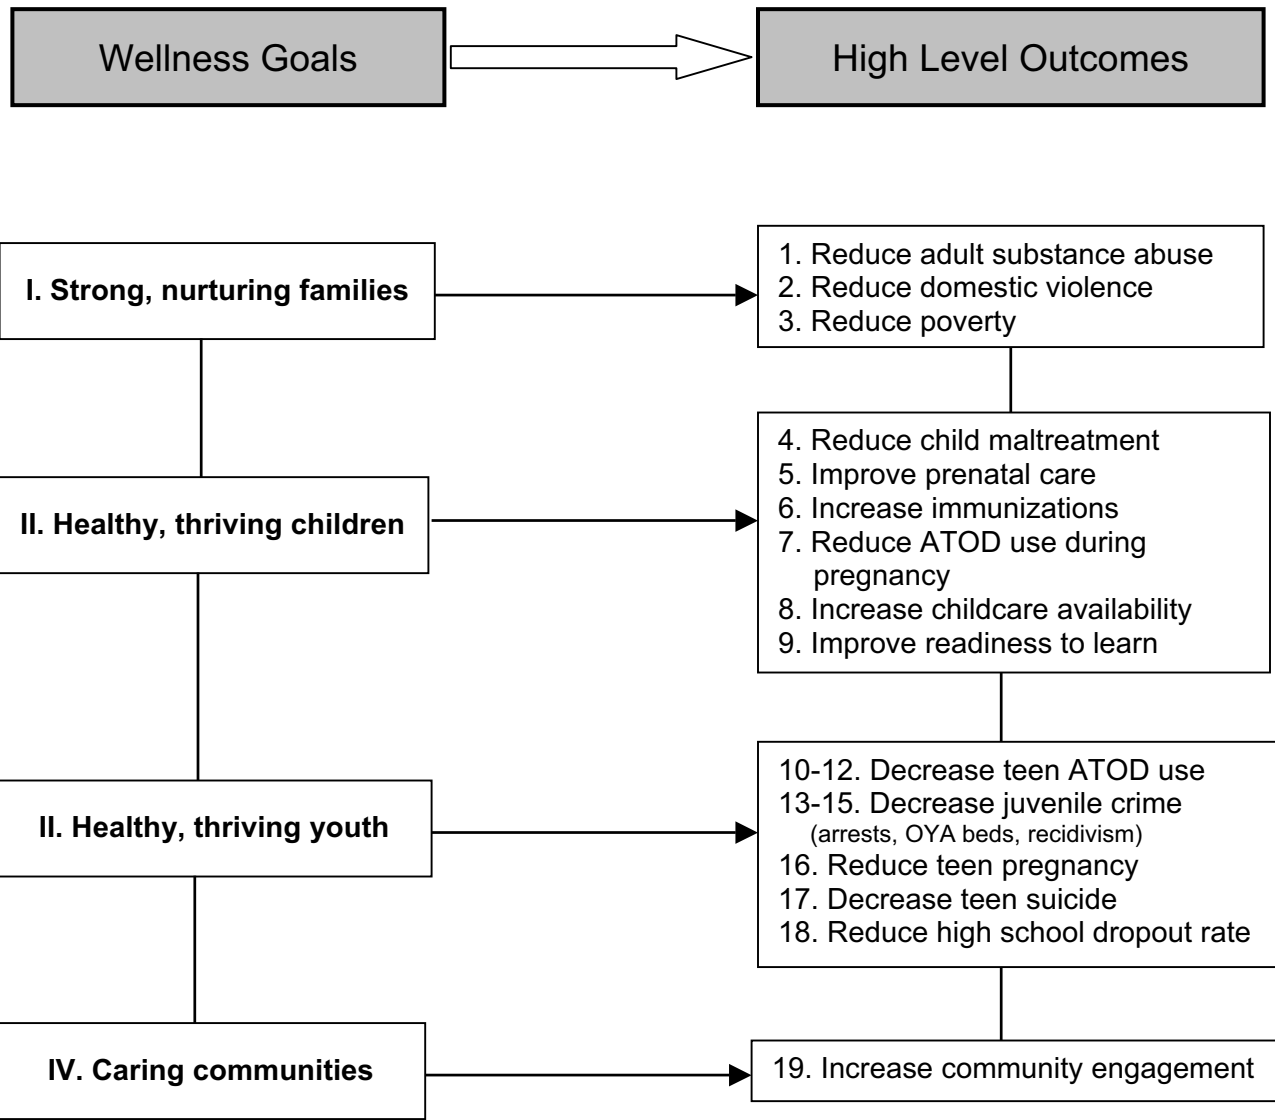 Wellness Goals
High Level Outcomes
I. Strong, nurturing families
1. Reduce adult substance abuse
2. Reduce domestic violence
3. Reduce poverty
II. Healthy, thriving children
4. Reduce child maltreatment
5. Improve prenatal care
6. Increase immunizations
7. Reduce ATOD use during
pregnancy
8. Increase childcare availability
9. Improve readiness to learn
II. Healthy, thriving youth
10-12. Decrease teen ATOD use
13-15. Decrease juvenile crime
(arrests, OYA beds, recidivism)
16. Reduce teen pregnancy
17. Decrease teen suicide
18. Reduce high school dropout rate
IV. Caring communities
19. Increase community engagement